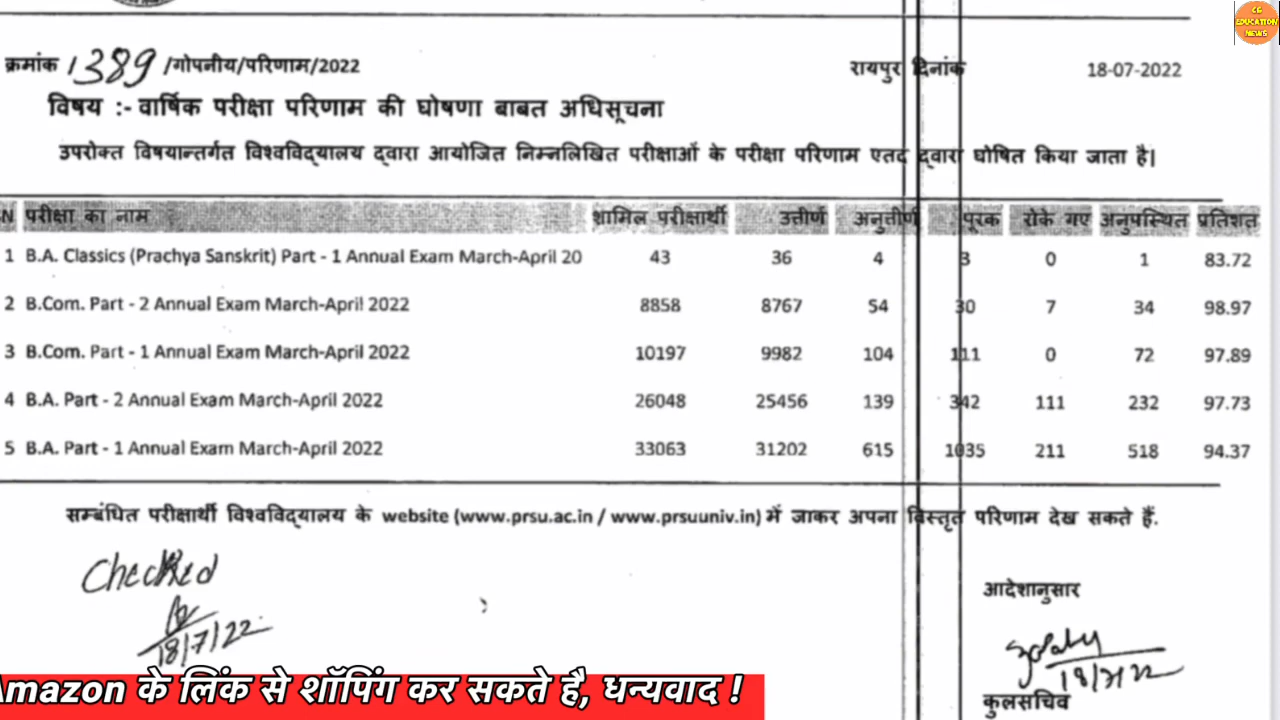 CG
EDUCATION
NEWS
क्रमांक 1389 /गोपनीय/परिणाम/2022 रायपुर दिनांक 18-07-2022
विषय :- वार्षिक परीक्षा परिणाम की घोषणा बाबत अधिसूचना
उपरोक्त विषयान्तर्गत विश्वविद्यालय द्वारा आयोजित निम्नलिखित परीक्षाओं के परीक्षा परिणाम एतद द्वारा घोषित किया जाता है।
SN परीक्षा का नाम शामिल परीक्षार्थी उत्तीर्ण अनुत्तीर्ण पूरक रोके गए अनुपस्थित प्रतिशत
1 B.A. Classics (Prachya Sanskrit) Part - 1 Annual Exam March-April 20 43 36 4 3 0 1 83.72
2 B.Com. Part - 2 Annual Exam March-April 2022 8858 8767 54 30 7 34 98.97
3 B.Com. Part - 1 Annual Exam March-April 2022 10197 9982 104 111 0 72 97.89
4 B.A. Part - 2 Annual Exam March-April 2022 26048 25456 139 342 111 232 97.73
5 B.A. Part - 1 Annual Exam March-April 2022 33063 31202 615 1035 211 518 94.37
सम्बंधित परीक्षार्थी विश्वविद्यालय के website (www.prsu.ac.in / www.prsuuniv.in) में जाकर अपना विस्तृत परिणाम देख सकते हैं.
Checked
18/7/22
आदेशानुसार
18/7/22
कुलसचिव
Amazon के लिंक से शॉपिंग कर सकते है, धन्यवाद !